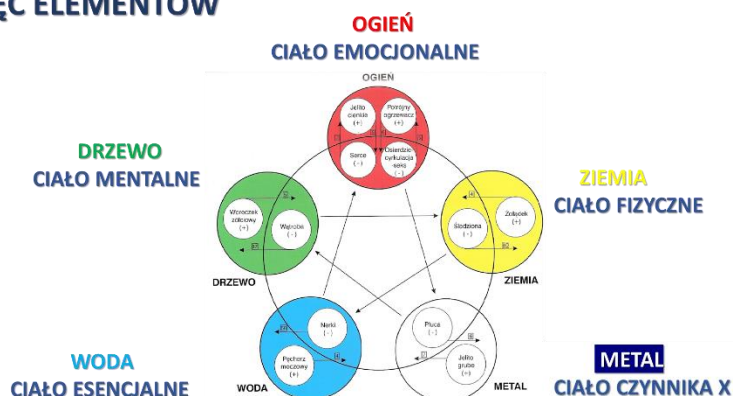 ĘĆ ELEMENTÓW
OGIEŃ
CIAŁO EMOCJONALNE
OGIEŃ
Jelito
cienkie
(+)
Potrójny
ogrzewacz
(+)
Serce
(-)
Osierdzie
cyrkulacja
-seks
(-)
DRZEWO
CIAŁO MENTALNE
ZIEMIA
CIAŁO FIZYCZNE
Woreczek
żółciowy
(+)
Wątroba
(-)
Śledziona
(-)
Żołądek
(+)
DRZEWO
ZIEMIA
Nerki
(-)
Pęcherz
moczowy
(+)
Płuca
(-)
Jelito
grube
(+)
WODA
METAL
WODA
CIAŁO ESENCJALNE
METAL
CIAŁO CZYNNIKA X